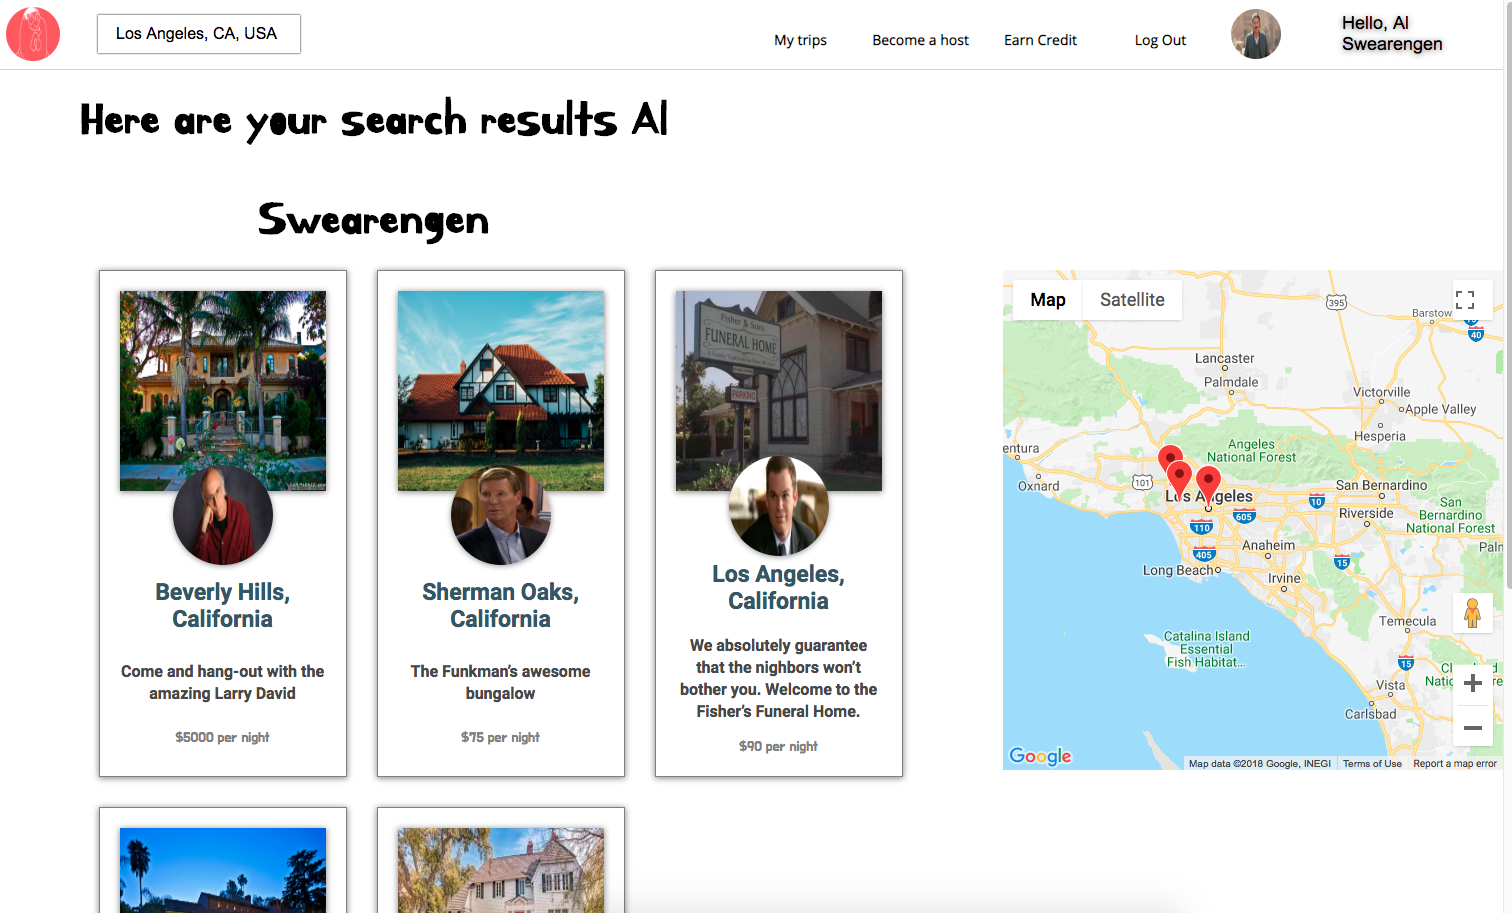 Los Angeles, CA, USA
My trips
Become a host
Earn Credit
Log Out
Hello, Al
Swearengen
Here are your search results Al
Swearengen
Fisher & Sons
FUNERAL HOME
PARKING
Beverly Hills,
California
Come and hang-out with the
amazing Larry David
$5000 per night
Sherman Oaks,
California
The Funkman’s awesome
bungalow
$75 per night
Los Angeles,
California
We absolutely guarantee
that the nighbors won’t
bother you. Welcome to the
Fisher’s Funeral Home.
$90 per night
Map
Satellite
395
Barstow
15
40
Lancaster
Palmdale
Victorville
Apple Valley
Hesperia
entura
Oxnard
Angeles
National Forest
101
Los Angeles
San Bernardino
10
Riverside
San
Bernardino
National Forest
605
110
405
Anaheim
Palm
15
Long Beach
Irvine
Temecula
Catalina Island
Essential
Fish Habitat...
15
Vista
Carlsbad
Google
Map data ©2018 Google, INEGI
Terms of Use
Report a map error